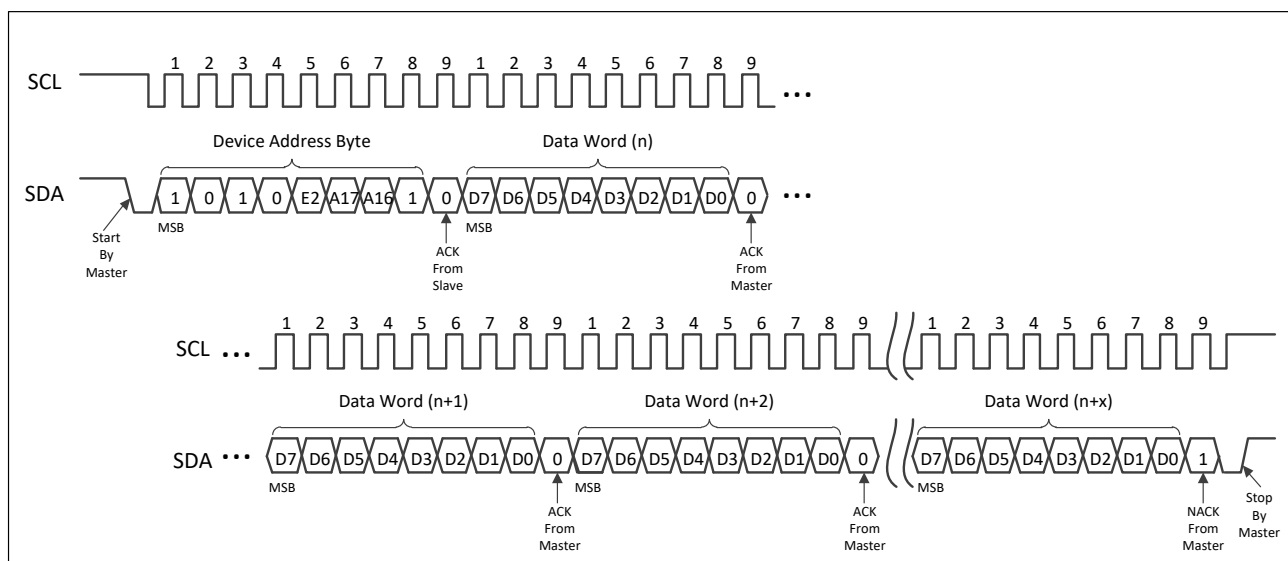 SCL
1 2 3 4 5 6 7 8 9 1 2 3 4 5 6 7 8 9
...
Device Address Byte
Data Word (n)
SDA
1 0 1 0 E2 A17 A16 1 0 D7 D6 D5 D4 D3 D2 D1 D0 0
...
MSB
MSB
Start
By
Master
ACK
From
Slave
ACK
From
Master
SCL
...
1 2 3 4 5 6 7 8 9 1 2 3 4 5 6 7 8 9 1 2 3 4 5 6 7 8 9
Data Word (n+1)
Data Word (n+2)
Data Word (n+x)
SDA
...
D7 D6 D5 D4 D3 D2 D1 D0 0 D7 D6 D5 D4 D3 D2 D1 D0 0 D7 D6 D5 D4 D3 D2 D1 D0 1
MSB
MSB
MSB
ACK
From
Master
ACK
From
Master
NACK
From
Master
Stop
By
Master